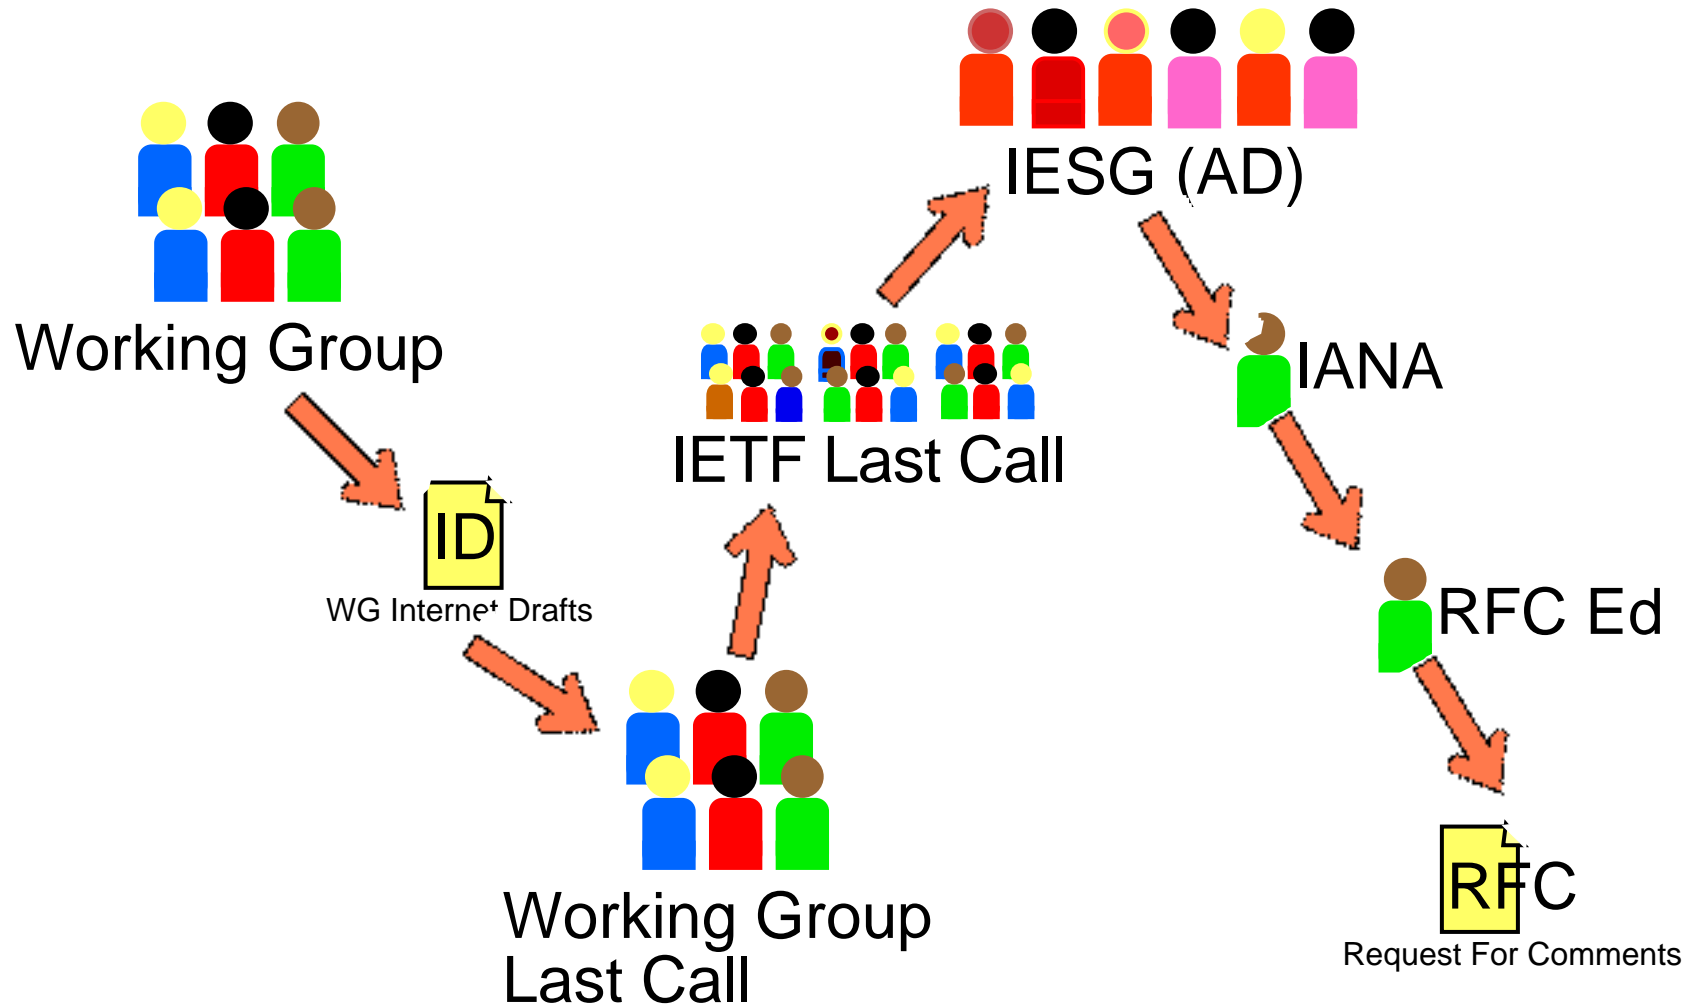 IESG (AD)
Working Group
IANA
IETF Last Call
ID
WG Internet Drafts
RFC Ed
Working Group
Last Call
RFC
Request For Comments